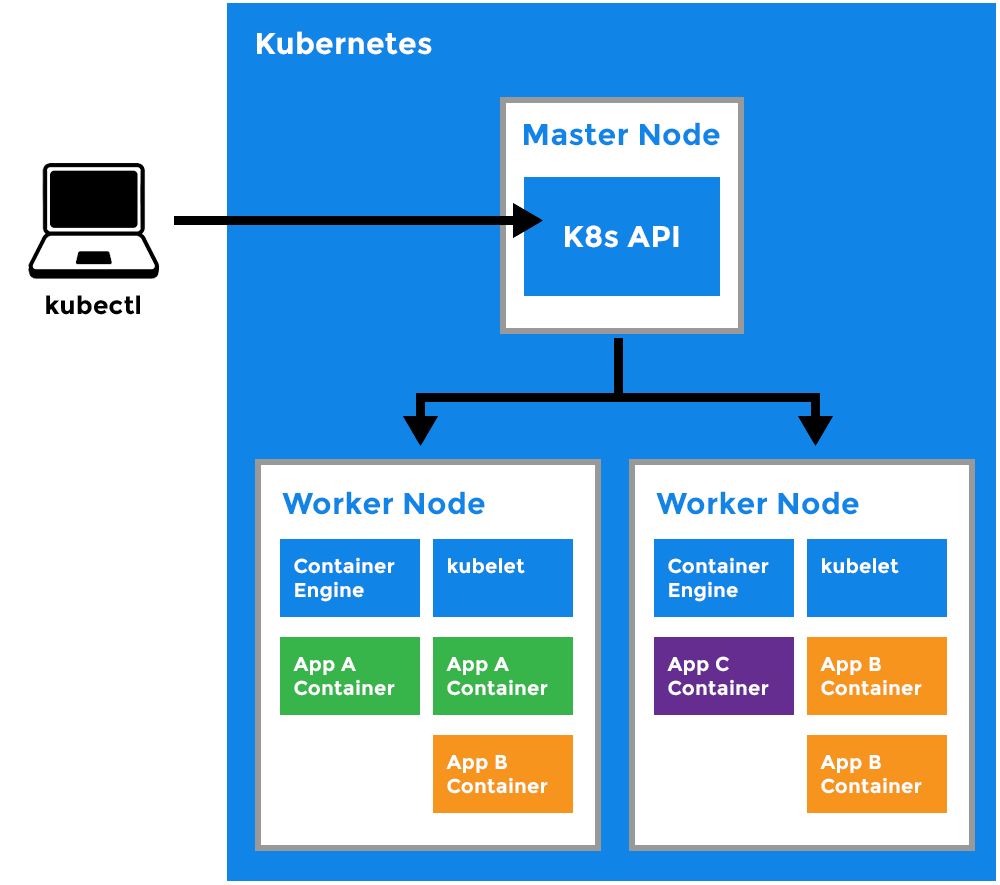 Kubernetes
Master Node
K8s API
kubectl
Worker Node
Container
Engine
kubelet
App A
Container
App A
Container
App B
Container
Worker Node
Container
Engine
kubelet
App C
Container
App B
Container
App B
Container